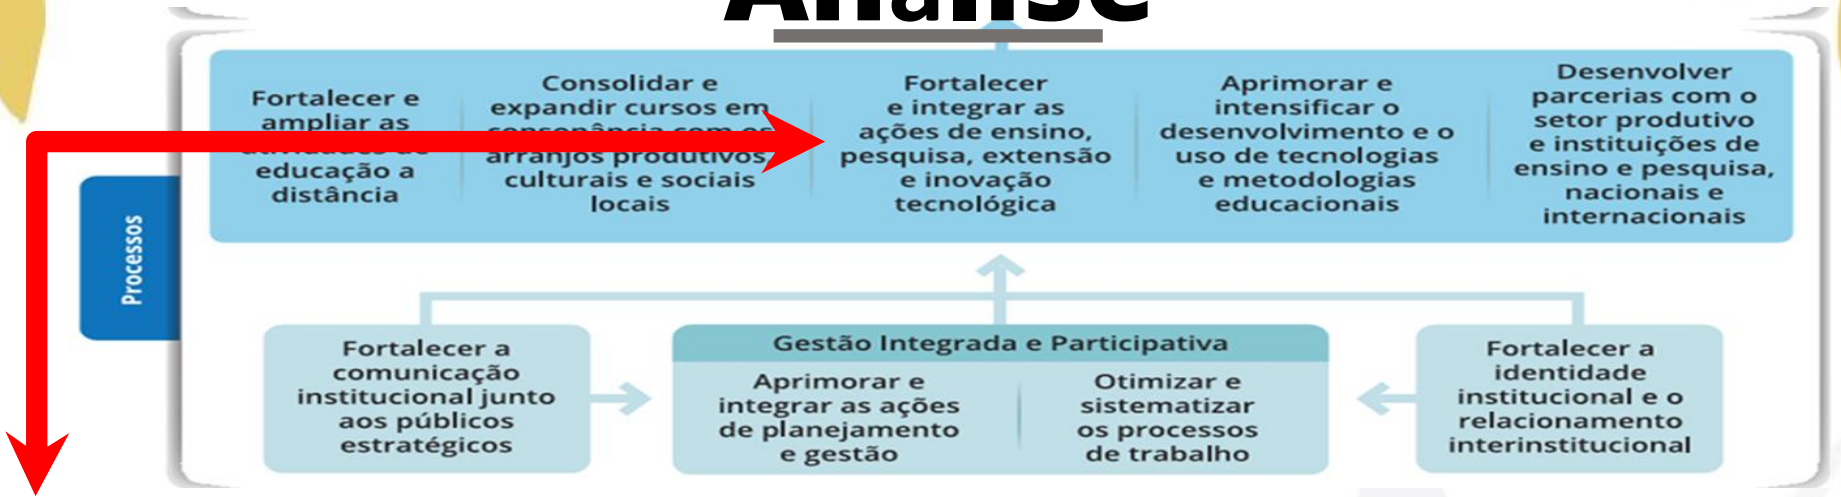 Análise
Fortalecer e
ampliar as
educação a
distância
Consolidar e
expandir cursos em
consonância com os
arranjos produtivos,
culturais e sociais
locais
Fortalecer
e integrar as
ações de ensino,
pesquisa, extensão
e inovação
tecnológica
Aprimorar e
intensificar o
desenvolvimento e o
uso de tecnologias
e metodologias
educacionais
Desenvolver
parcerias com o
setor produtivo
e instituições de
ensino e pesquisa,
nacionais e
internacionais
Processos
Fortalecer a
comunicação
institucional junto
aos públicos
estratégicos
Gestão Integrada e Participativa
Aprimorar e
integrar as ações
de planejamento
e gestão
Otimizar e
sistematizar
os processos
de trabalho
Fortalecer a
identidade
institucional e o
relacionamento
interinstitucional